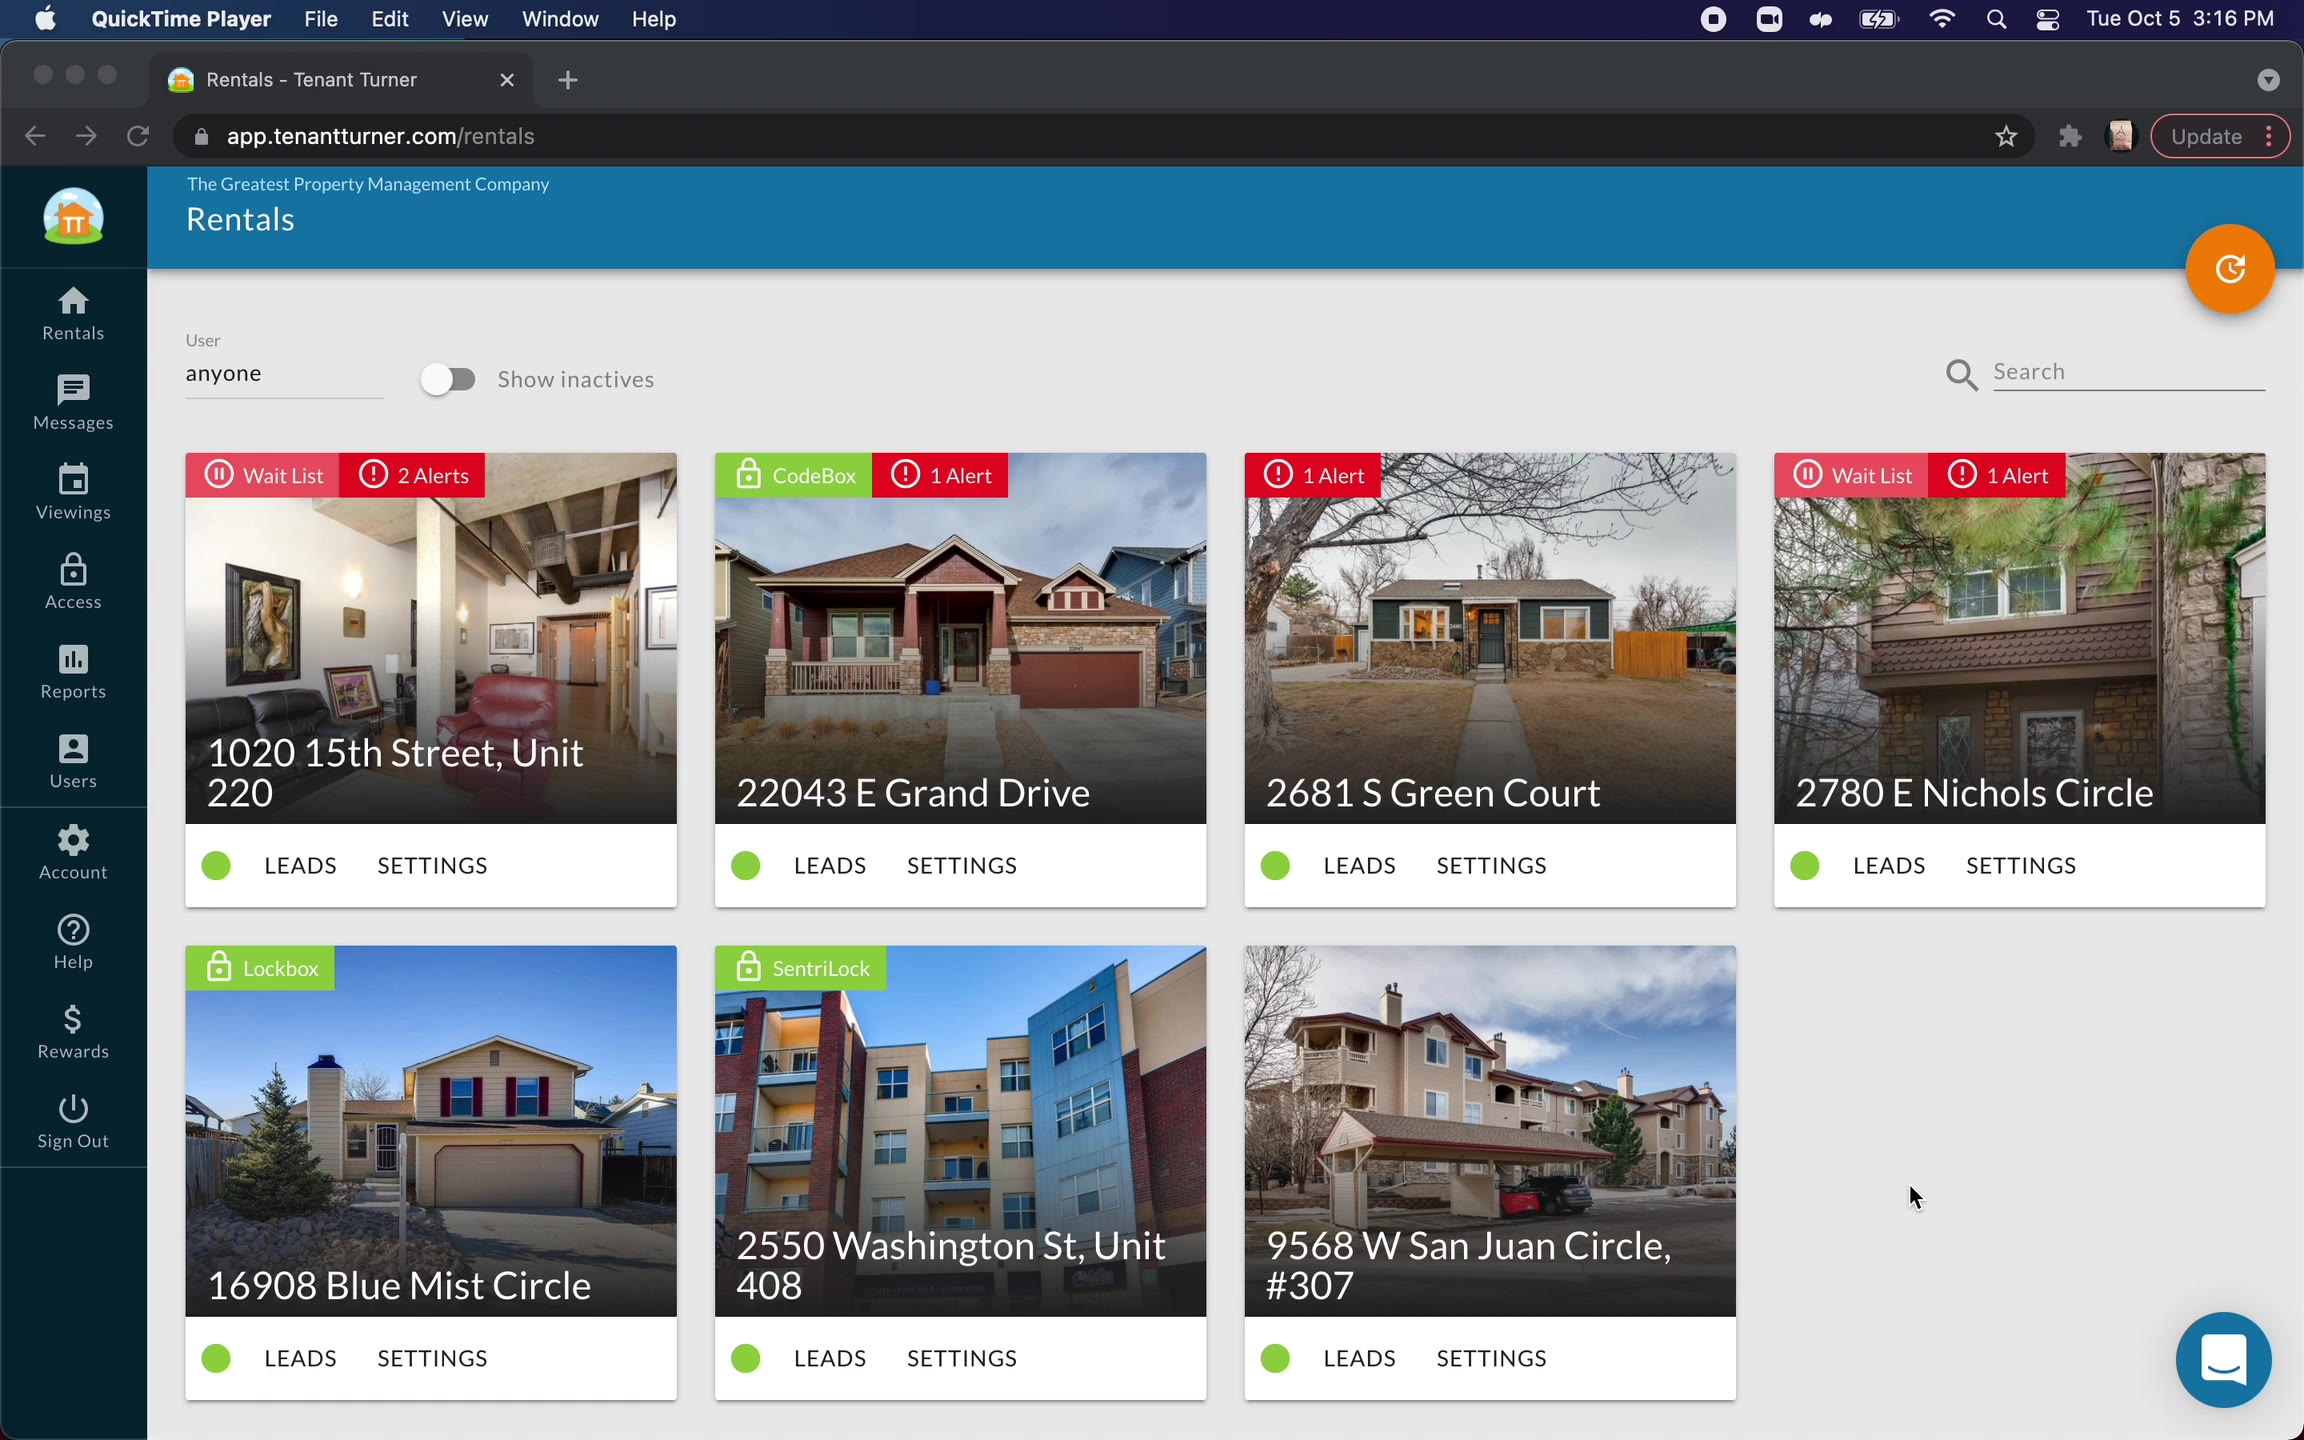 QuickTime Player File Edit View Window Help Tue Oct 5 3:16 PM
Rentals - Tenant Turner
app.tenantturner.com/rentals
Update
The Greatest Property Management Company
Rentals
Rentals
Messages
Viewings
Access
Reports
Users
Account
Help
Rewards
Sign Out
User
anyone
Show inactives
Search
Wait List 2 Alerts
1020 15th Street, Unit
220
LEADS SETTINGS
CodeBox 1 Alert
22043 E Grand Drive
LEADS SETTINGS
1 Alert
2681 S Green Court
LEADS SETTINGS
Wait List 1 Alert
2780 E Nichols Circle
LEADS SETTINGS
Lockbox
16908 Blue Mist Circle
LEADS SETTINGS
SentriLock
2550 Washington St, Unit
408
LEADS SETTINGS
9568 W San Juan Circle,
#307
LEADS SETTINGS